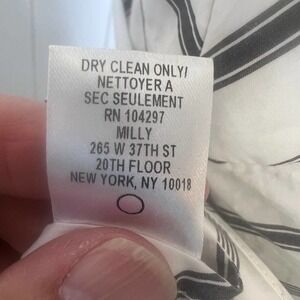 DRY CLEAN ONLY/
NETTOYER A
SEC SEULEMENT
RN 104297
MILLY
265 W 37TH ST
20TH FLOOR
NEW YORK, NY 10018